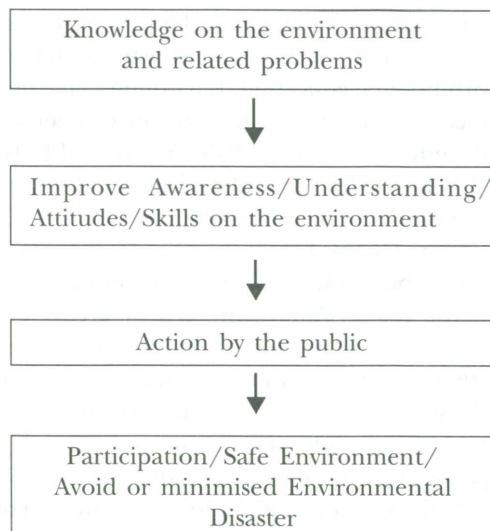 Knowledge on the environment
and related problems
Improve Awareness/Understanding/
Attitudes/Skills on the environment
Action by the public
Participation/Safe Environment/
Avoid or minimised Environmental
Disaster